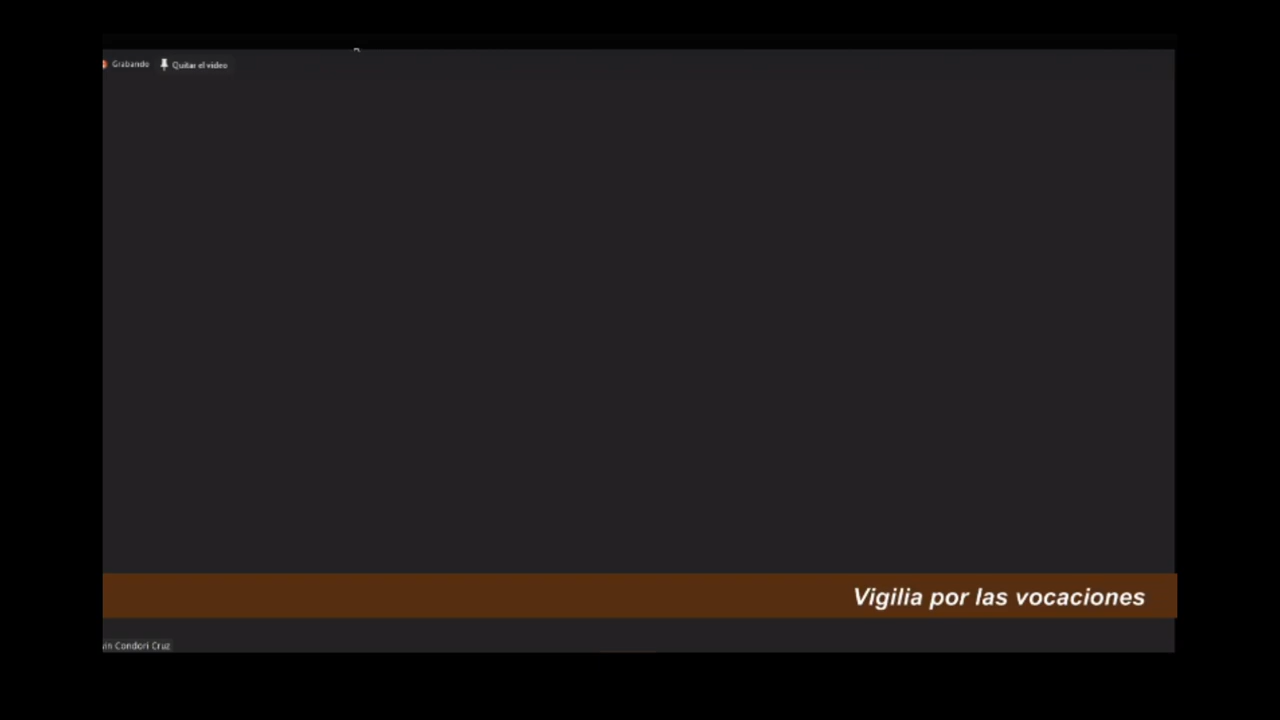 Grabando Quitar el video
Vigilia por las vocaciones
Condori Cruz